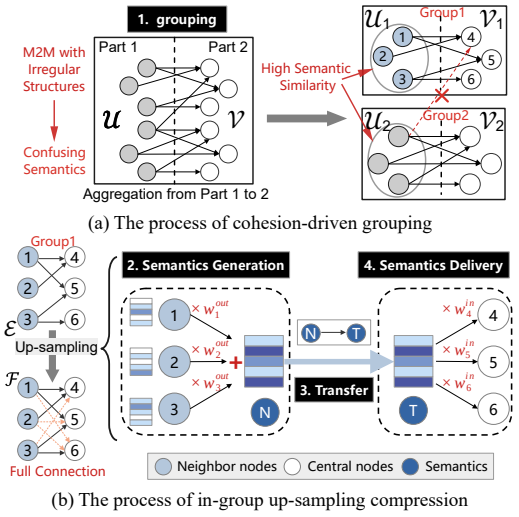 1. grouping
M2M with
Irregular
Structures
Confusing
Semantics
Part 1
Part 2
𝒰
𝒱
Aggregation from Part 1 to 2
High Semantic
Similarity
𝒰1
Group1
𝒱1
1
2
3
4
5
6
𝒰2
Group2
𝒱2
(a) The process of cohesion-driven grouping
Group1
1
2
3
4
5
6
ℰ
Up-sampling
ℱ
1
2
3
4
5
6
Full Connection
2. Semantics Generation
1
2
3
× w₁ᵒᵘᵗ
× w₂ᵒᵘᵗ
× w₃ᵒᵘᵗ
+
N
N
T
3. Transfer
4. Semantics Delivery
T
× w₄ⁱⁿ
× w₅ⁱⁿ
× w₆ⁱⁿ
4
5
6
Neighbor nodes
Central nodes
Semantics
(b) The process of in-group up-sampling compression